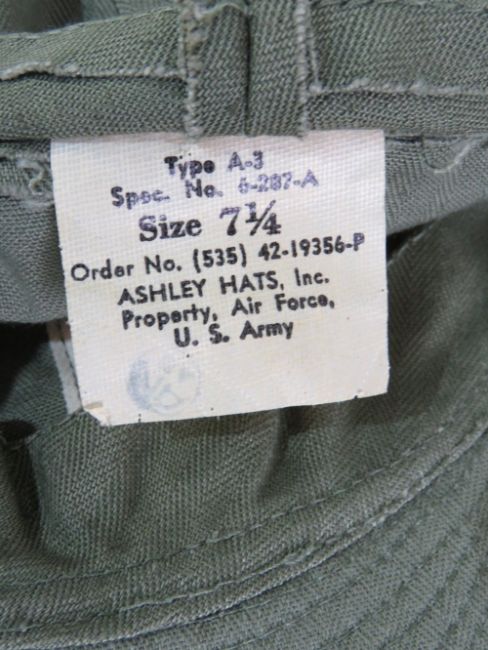 Type A-3
Spec. No. 6-287-A
Size 7¼
Order No. (535) 42-19356-P
ASHLEY HATS, Inc.
Property, Air Force,
U. S. Army